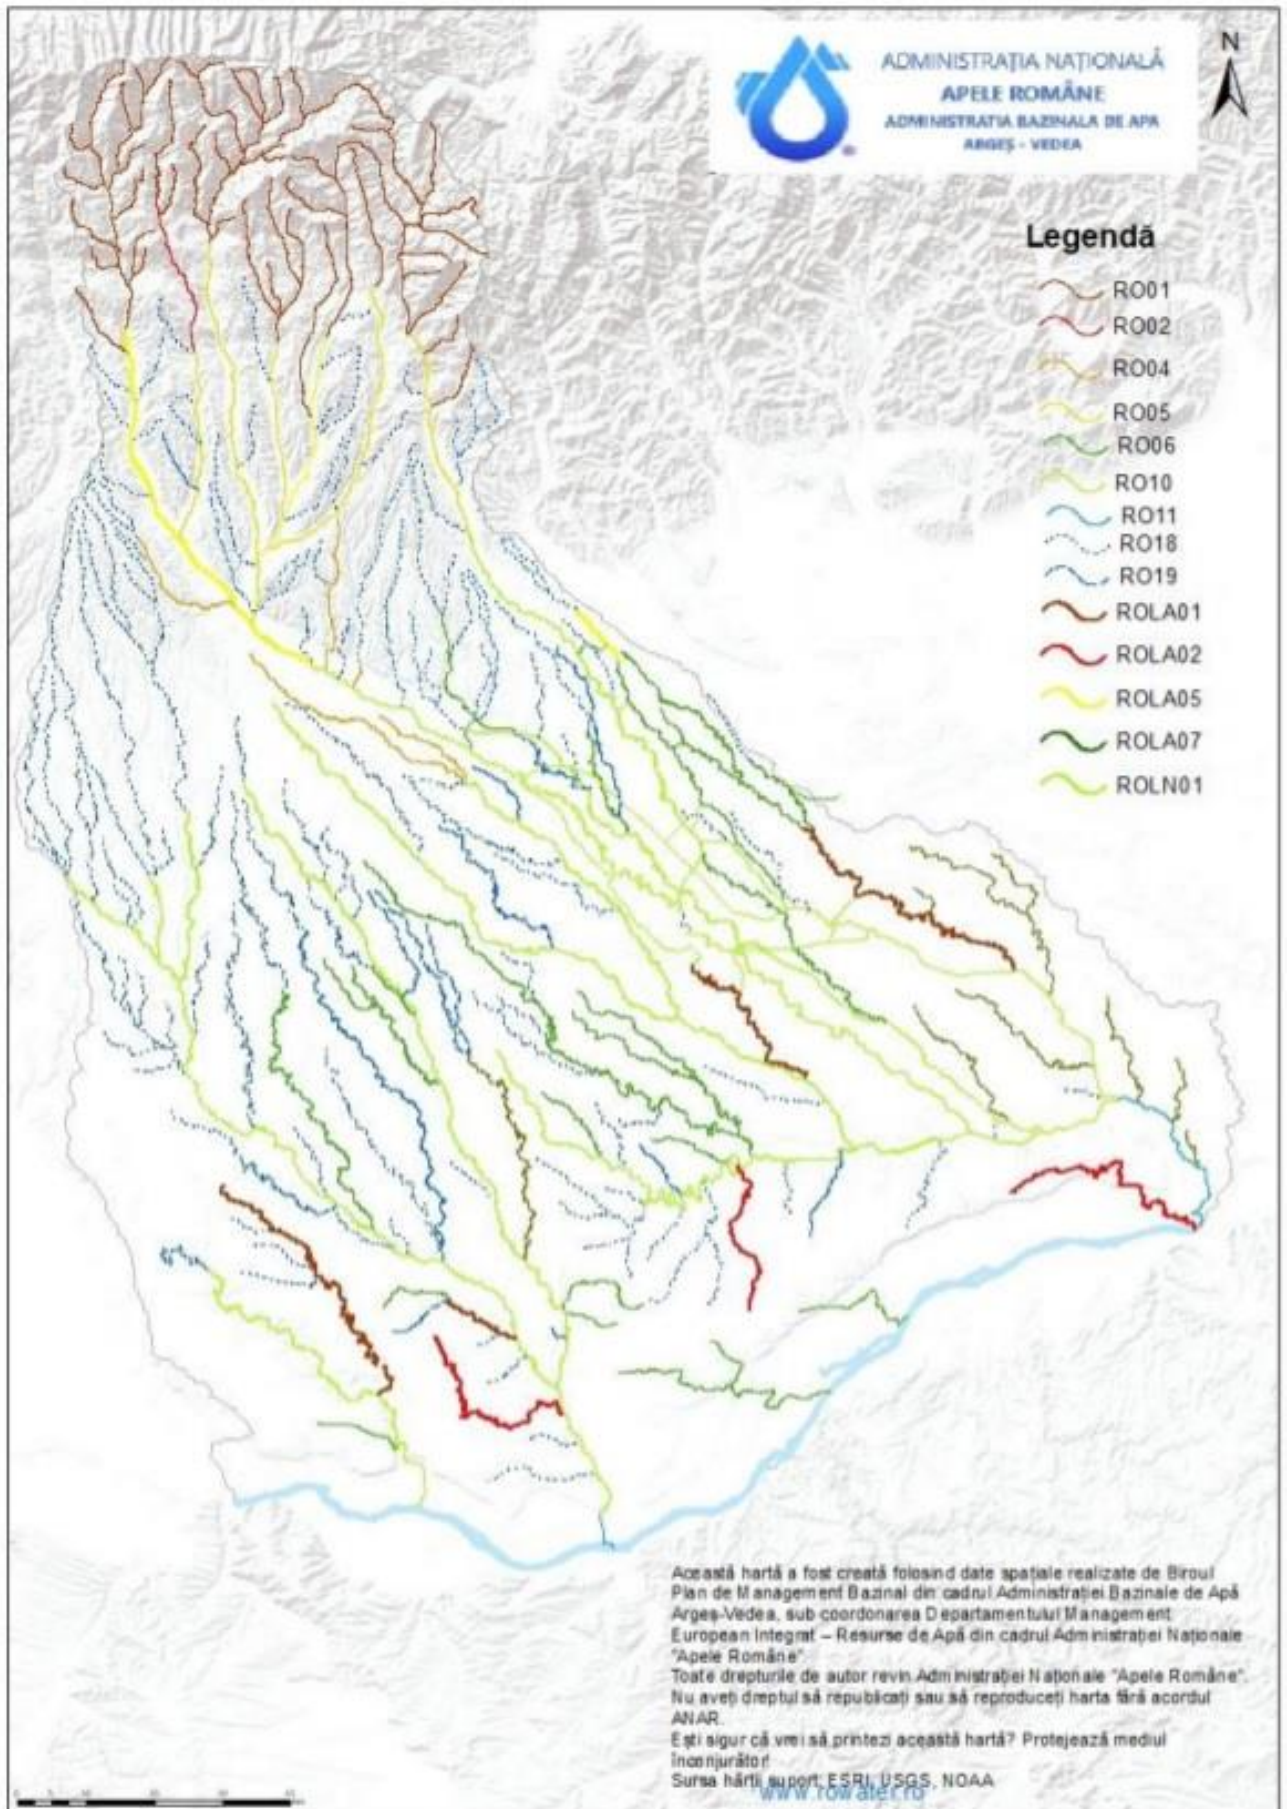 N
ADMINISTRAȚIA NAȚIONALĂ
APELE ROMÂNE
ADMINISTRATIA BAZINALA DE APA
ARGEȘ - VEDEA
Legendă
RO01
RO02
RO04
RO05
RO06
RO10
RO11
RO18
RO19
ROLA01
ROLA02
ROLA05
ROLA07
ROLN01
Această hartă a fost creată folosind date spațiale realizate de Biroul
Plan de Management Bazinal din cadrul Administrației Bazinale de Apă
Argeș-Vedea, sub coordonarea Departamentului Management
European Integrat – Resurse de Apă din cadrul Administrației Naționale
"Apele Române"
Toate drepturile de autor revin Administrației Naționale "Apele Române".
Nu aveți dreptul să republicați sau să reproduceți harta fără acordul
ANAR.
Ești sigur că vrei să printezi această hartă? Protejează mediul
înconjurător!
Sursa hărții suport: ESRI, USGS, NOAA
www.rowater.ro